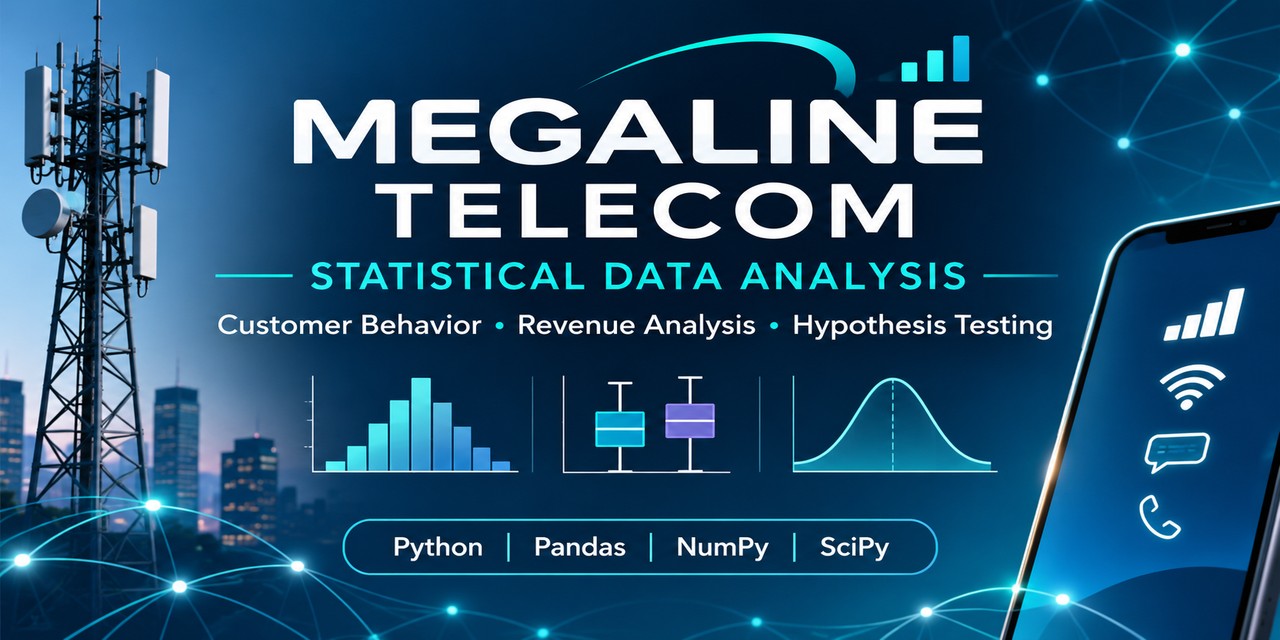 MEGALINE
TELECOM
STATISTICAL DATA ANALYSIS
Customer Behavior • Revenue Analysis • Hypothesis Testing
Python | Pandas | NumPy | SciPy